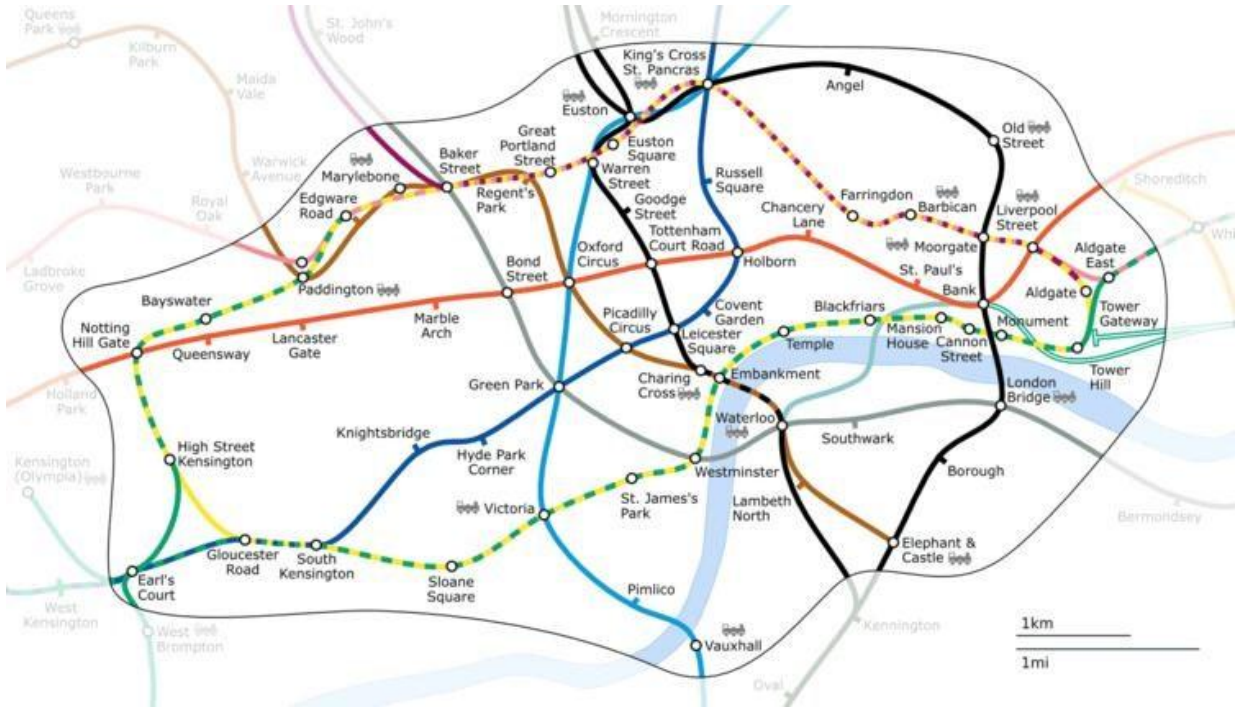 Queens
Park
Kilburn
Park
St. John's
Wood
Mornington
Crescent
King's Cross
St. Pancras
Angel
Maida
Vale
Euston
Old
Street
Great
Portland
Street
Euston
Square
Baker
Street
Marylebone
Warwick
Avenue
Westbourne
Park
Royal
Oak
Edgware
Road
Regent's
Park
Warren
Street
Russell
Square
Goodge
Street
Farringdon
Barbican
Liverpool
Street
Shoreditch
Chancery
Lane
Tottenham
Court Road
Moorgate
Aldgate
East
Whi
Oxford
Circus
Bond
Street
Holborn
St. Paul's
Ladbroke
Grove
Paddington
Bank
Aldgate
Bayswater
Marble
Arch
Covent
Garden
Blackfriars
Tower
Gateway
Notting
Hill Gate
Lancaster
Gate
Picadilly
Circus
Leicester
Square
Mansion
House
Monument
Queensway
Temple
Cannon
Street
Holland
Park
Green Park
Charing
Cross
Embankment
Tower
Hill
London
Bridge
Waterloo
Southwark
High Street
Kensington
Knightsbridge
Hyde Park
Corner
Westminster
Borough
Kensington
(Olympia)
St. James's
Park
Lambeth
North
Victoria
Bermondsey
Gloucester
Road
South
Kensington
Elephant &
Castle
Earl's
Court
Sloane
Square
West
Kensington
Pimlico
West
Brompton
Kennington
Vauxhall
Oval
1km
1mi